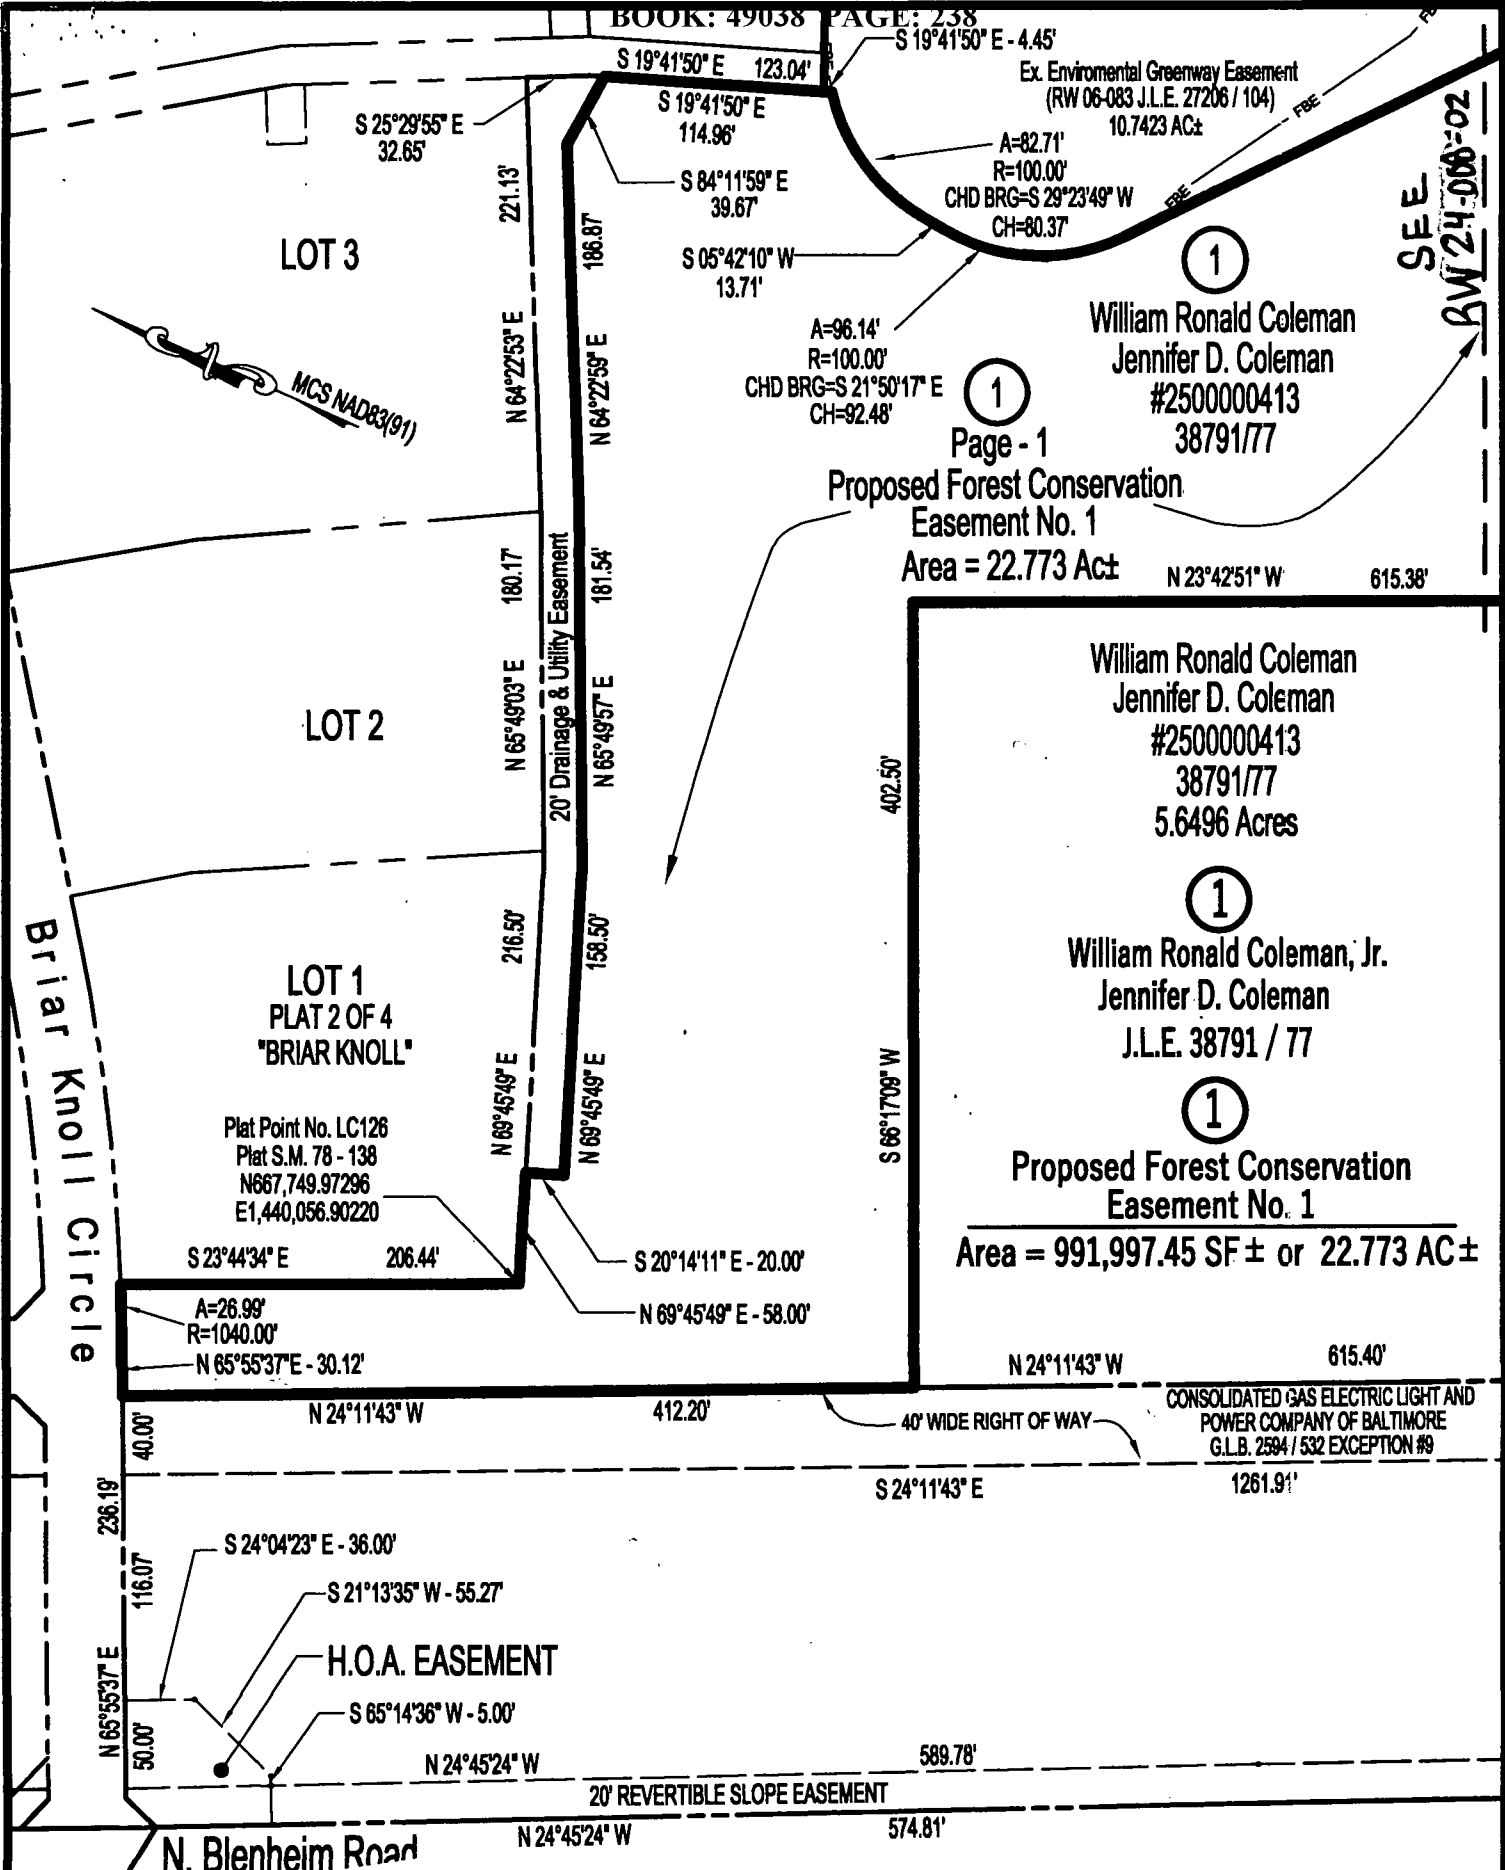 BOOK: 49038 PAGE: 238
S 19°41'50" E - 4.45'
S 19°41'50" E 123.04'
Ex. Enviromental Greenway Easement
(RW 06-083 J.L.E. 27206 / 104)
10.7423 AC±
S 19°41'50" E
114.96'
S 25°29'55" E
32.65'
FBE
FBE
A=82.71'
R=100.00'
CHD BRG=S 29°23'49" W
CH=80.37'
S 84°11'59" E
39.67'
SEE
S 05°42'10" W
13.71'
221.13'
186.87'
LOT 3
1
William Ronald Coleman
Jennifer D. Coleman
#2500000413
38791/77
A=96.14'
R=100.00'
CHD BRG=S 21°50'17" E
CH=92.48'
MCS NAD83(91)
N 64°22'53" E
N 64°22'59" E
1
Page - 1
Proposed Forest Conservation
Easement No. 1
Area = 22.773 Ac±
N 23°42'51" W 615.38'
180.17'
181.54'
20' Drainage & Utility Easement
N 65°49'03" E
N 65°49'57" E
LOT 2
402.50'
William Ronald Coleman
Jennifer D. Coleman
#2500000413
38791/77
5.6496 Acres
1
William Ronald Coleman, Jr.
Jennifer D. Coleman
J.L.E. 38791 / 77
1
Proposed Forest Conservation
Easement No. 1
Area = 991,997.45 SF ± or 22.773 AC ±
216.50'
158.50'
Briar Knoll Circle
LOT 1
PLAT 2 OF 4
"BRIAR KNOLL"
N 69°45'49" E
N 69°45'49" E
S 66°17'09" W
Plat Point No. LC126
Plat S.M. 78 - 138
N667,749.97296
E1,440,056.90220
S 23°44'34" E 206.44'
S 20°14'11" E - 20.00'
N 69°45'49" E - 58.00'
A=26.99'
R=1040.00'
N 65°55'37"E - 30.12'
N 24°11'43" W 615.40'
N 24°11'43" W 412.20'
40' WIDE RIGHT OF WAY
CONSOLIDATED GAS ELECTRIC LIGHT AND
POWER COMPANY OF BALTIMORE
G.L.B. 2594 / 532 EXCEPTION #9
40.00'
S 24°11'43" E 1261.91'
236.19'
S 24°04'23" E - 36.00'
116.07'
S 21°13'35" W - 55.27'
H.O.A. EASEMENT
N 65°55'37" E
S 65°14'36" W - 5.00'
50.00'
N 24°45'24" W 589.78'
20' REVERTIBLE SLOPE EASEMENT
N 24°45'24" W 574.81'
N. Blenheim Road